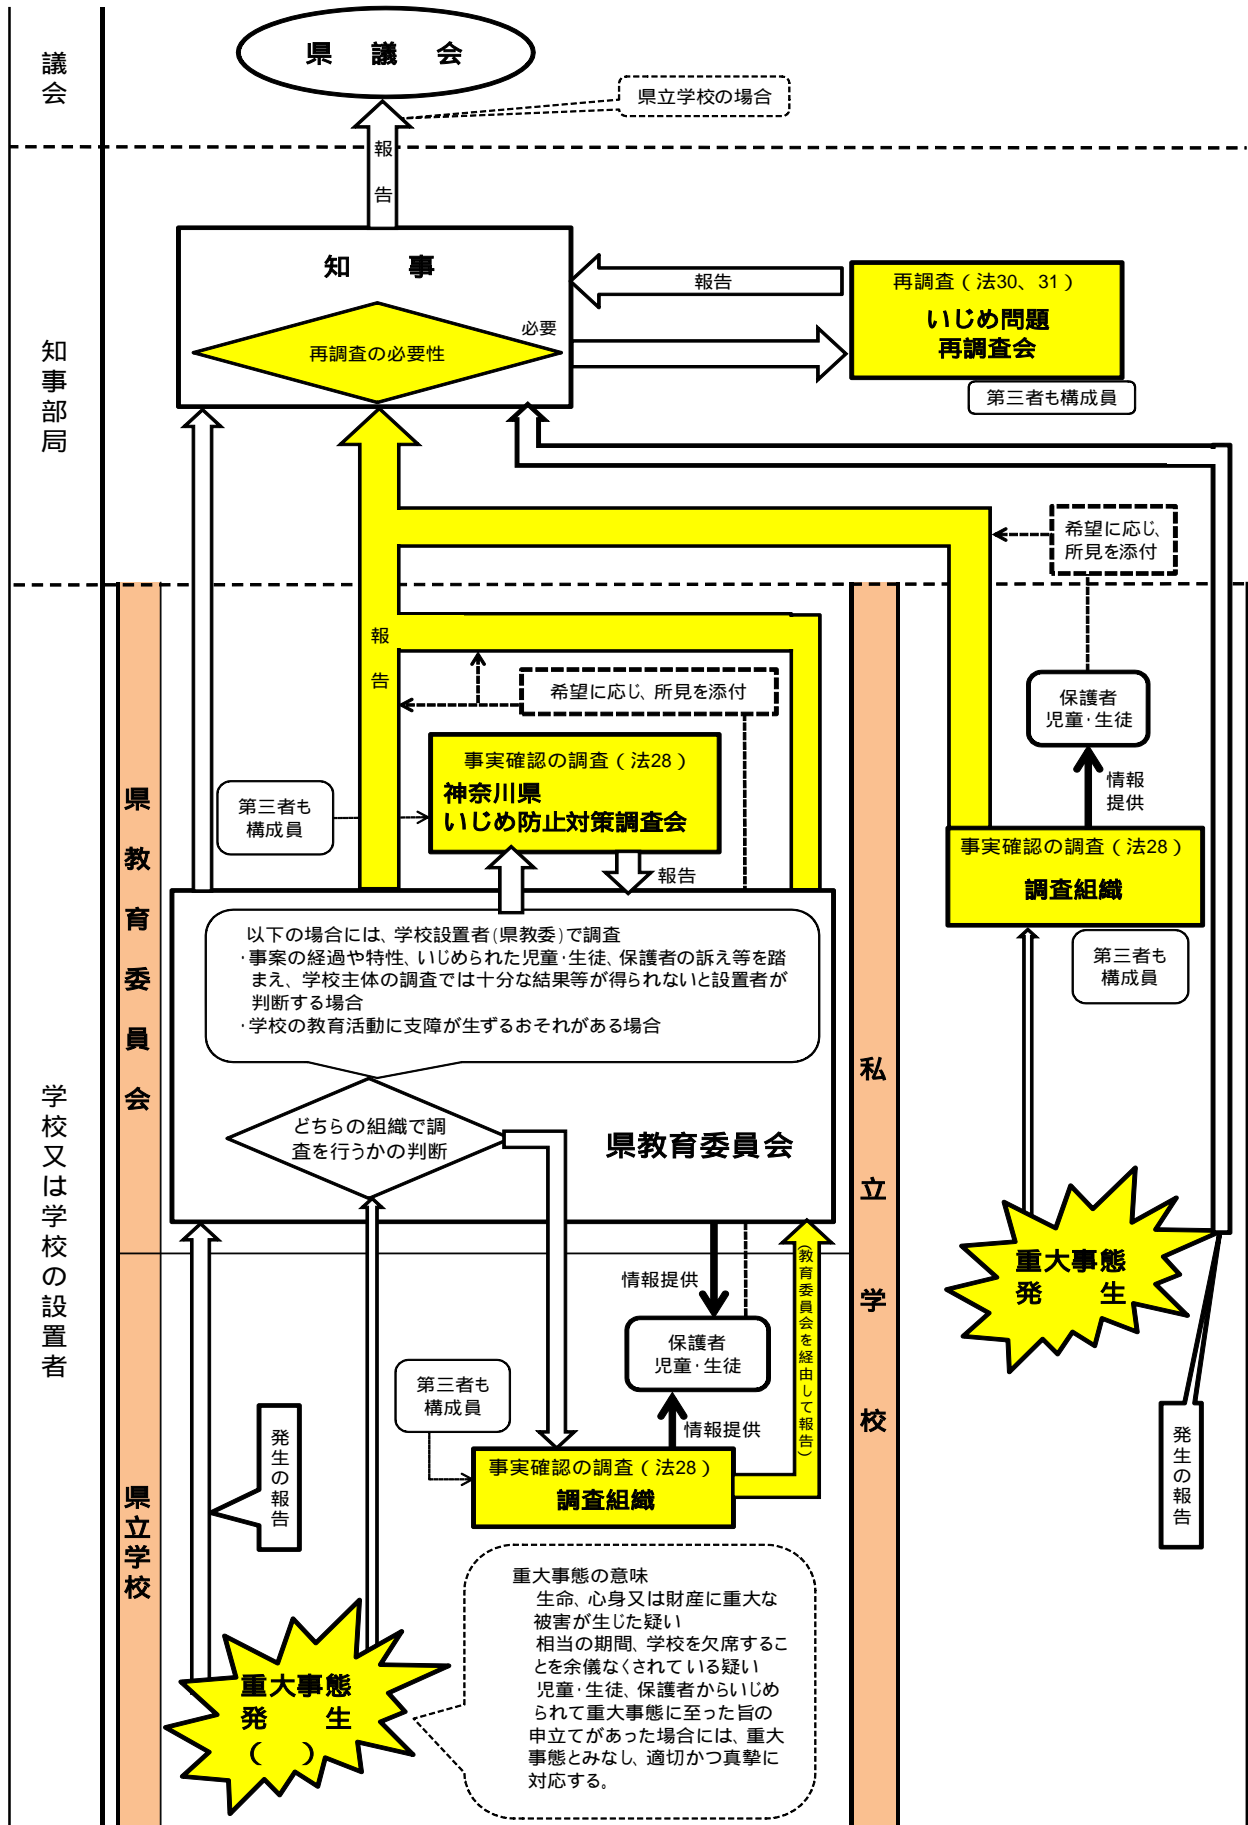 議会
県 議 会
県立学校の場合
報告
知事部局
知 事
再調査の必要性
必要
報告
再調査（法30、31）
いじめ問題
再調査会
第三者も構成員
希望に応じ、
所見を添付
報告
希望に応じ、所見を添付
保護者
児童・生徒
情報
提供
県教育委員会
第三者も
構成員
事実確認の調査（法28）
神奈川県
いじめ防止対策調査会
報告
事実確認の調査（法28）
調査組織
第三者も
構成員
以下の場合には、学校設置者(県教委)で調査
・事案の経過や特性、いじめられた児童・生徒、保護者の訴え等を踏
まえ、学校主体の調査では十分な結果等が得られないと設置者が
判断する場合
・学校の教育活動に支障が生ずるおそれがある場合
どちらの組織で調
査を行うかの判断
県教育委員会
学校又は学校の設置者
私立学校
重大事態
発 生
発生の報告
情報提供
保護者
児童・生徒
（教育委員会を経由して報告）
第三者も
構成員
情報提供
事実確認の調査（法28）
調査組織
発生の報告
県立学校
重大事態
発 生
（ ）
重大事態の意味
生命、心身又は財産に重大な
被害が生じた疑い
相当の期間、学校を欠席するこ
とを余儀なくされている疑い
児童・生徒、保護者からいじめ
られて重大事態に至った旨の
申立てがあった場合には、重大
事態とみなし、適切かつ真摯に
対応する。